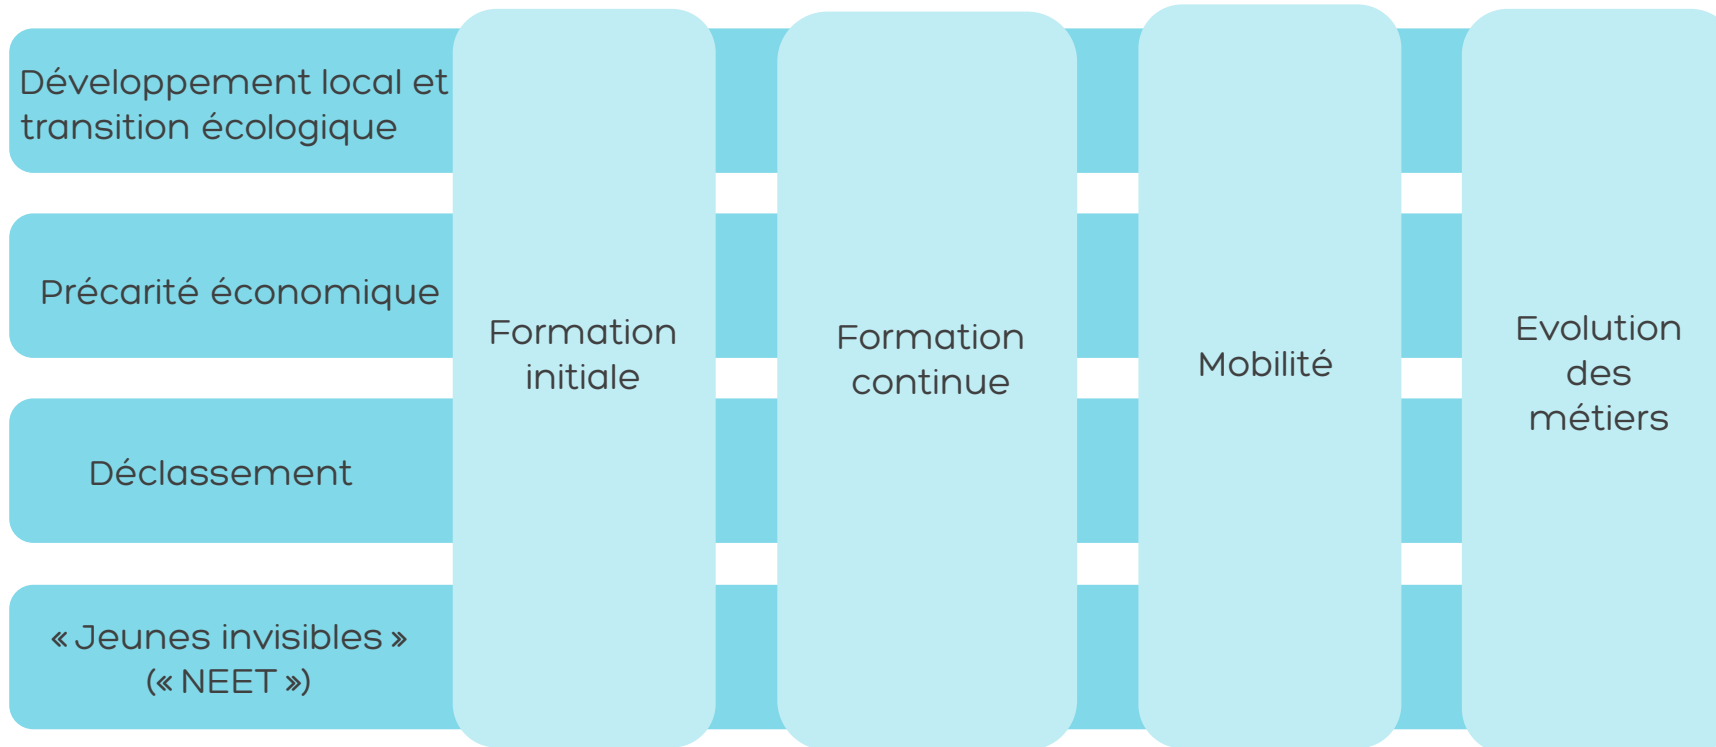 Développement local et
transition écologique
Précarité économique
Déclassement
« Jeunes invisibles »
(« NEET »)
Formation
initiale
Formation
continue
Mobilité
Evolution
des
métiers